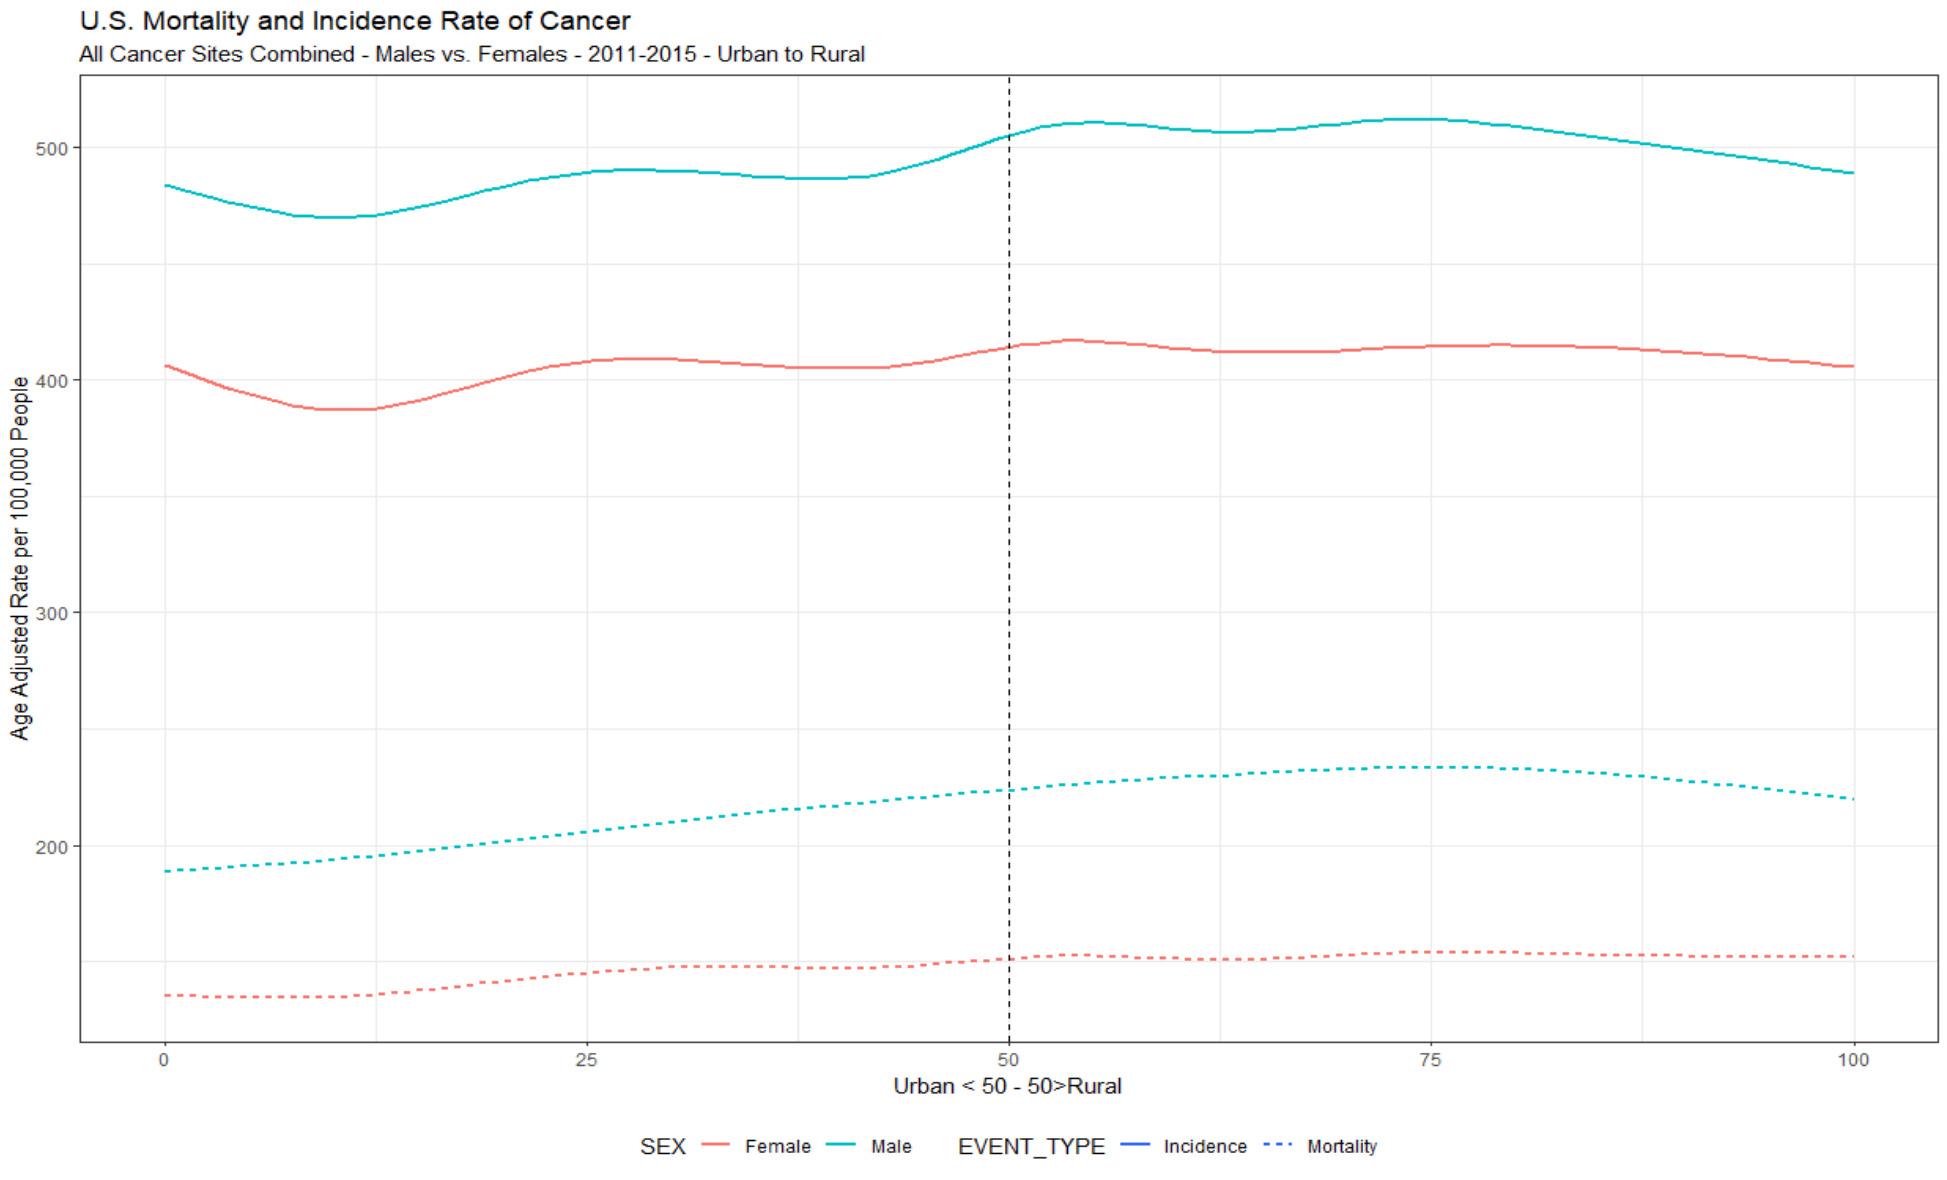 U.S. Mortality and Incidence Rate of Cancer
All Cancer Sites Combined - Males vs. Females - 2011-2015 - Urban to Rural
Age Adjusted Rate per 100,000 People
500
400
300
200
0 25 50 75 100
Urban < 50 - 50>Rural
SEX Female Male EVENT_TYPE Incidence Mortality